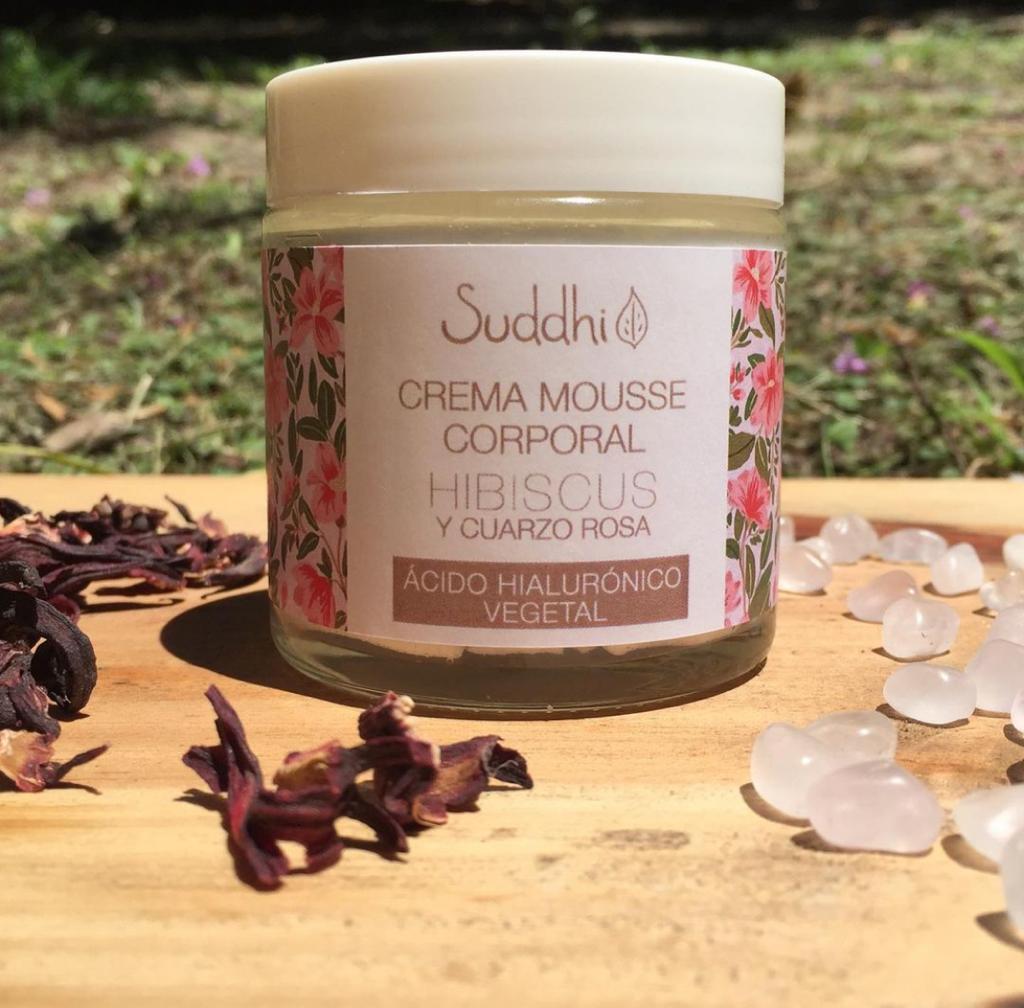 Suddhi
CREMA MOUSSE
CORPORAL
HIBISCUS
Y CUARZO ROSA
ÁCIDO HIALURÓNICO
VEGETAL